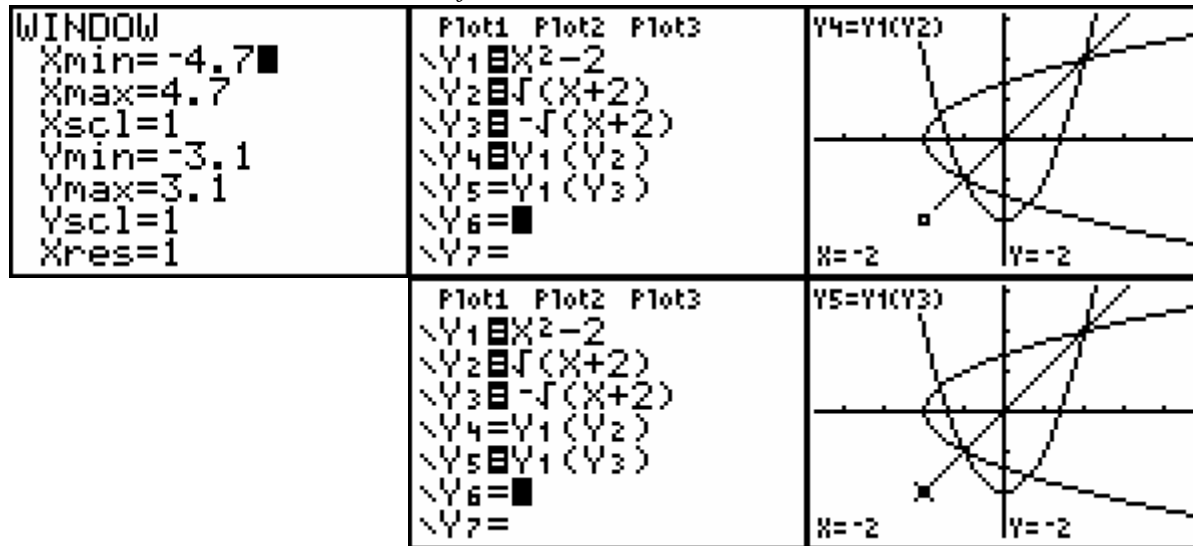 WINDOW
Xmin=-4.7
Xmax=4.7
Xscl=1
Ymin=-3.1
Ymax=3.1
Yscl=1
Xres=1
Plot1 Plot2 Plot3
\Y1=X²-2
\Y2=√(X+2)
\Y3=-√(X+2)
\Y4=Y1(Y2)
\Y5=Y1(Y3)
\Y6=
\Y7=
Y4=Y1(Y2)
X=-2 Y=-2
Plot1 Plot2 Plot3
\Y1=X²-2
\Y2=√(X+2)
\Y3=-√(X+2)
\Y4=Y1(Y2)
\Y5=Y1(Y3)
\Y6=
\Y7=
Y5=Y1(Y3)
X=-2 Y=-2